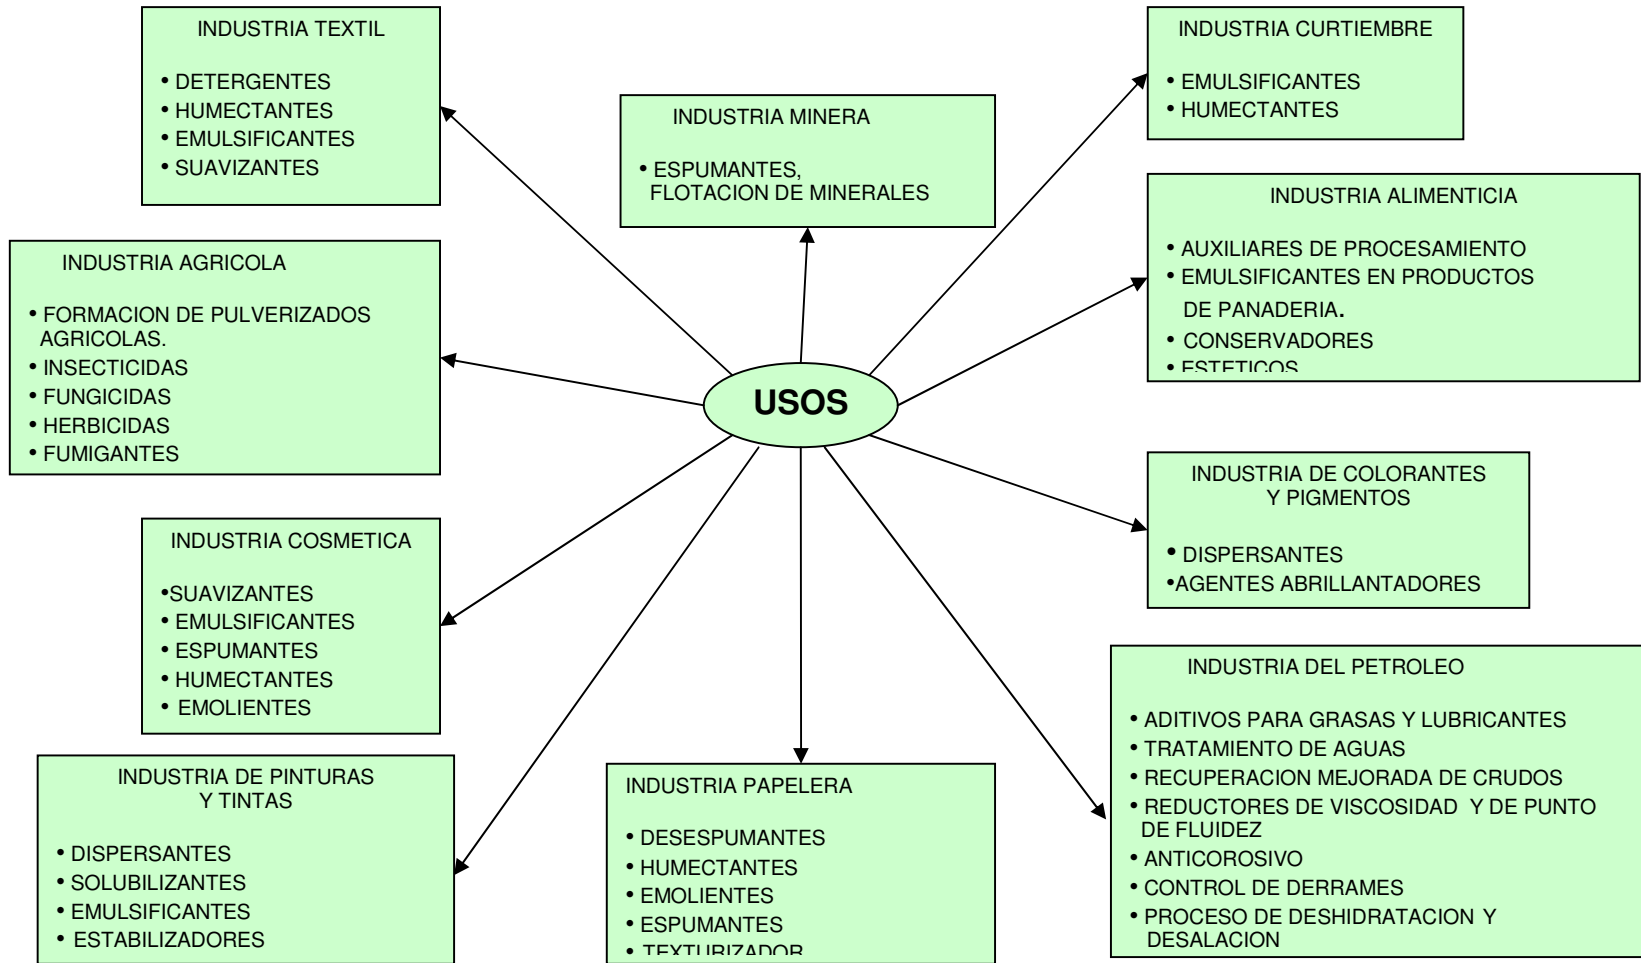 INDUSTRIA TEXTIL
• DETERGENTES
• HUMECTANTES
• EMULSIFICANTES
• SUAVIZANTES
INDUSTRIA MINERA
• ESPUMANTES,
FLOTACION DE MINERALES
INDUSTRIA CURTIEMBRE
• EMULSIFICANTES
• HUMECTANTES
INDUSTRIA AGRICOLA
• FORMACION DE PULVERIZADOS
AGRICOLAS.
• INSECTICIDAS
• FUNGICIDAS
• HERBICIDAS
• FUMIGANTES
INDUSTRIA ALIMENTICIA
• AUXILIARES DE PROCESAMIENTO
• EMULSIFICANTES EN PRODUCTOS
DE PANADERIA.
• CONSERVADORES
• ESTETICOS
USOS
INDUSTRIA COSMETICA
•SUAVIZANTES
• EMULSIFICANTES
• ESPUMANTES
• HUMECTANTES
• EMOLIENTES
INDUSTRIA DE COLORANTES
Y PIGMENTOS
• DISPERSANTES
•AGENTES ABRILLANTADORES
INDUSTRIA DE PINTURAS
Y TINTAS
• DISPERSANTES
• SOLUBILIZANTES
• EMULSIFICANTES
• ESTABILIZADORES
INDUSTRIA PAPELERA
• DESESPUMANTES
• HUMECTANTES
• EMOLIENTES
• ESPUMANTES
• TEXTURIZADOR
INDUSTRIA DEL PETROLEO
• ADITIVOS PARA GRASAS Y LUBRICANTES
• TRATAMIENTO DE AGUAS
• RECUPERACION MEJORADA DE CRUDOS
• REDUCTORES DE VISCOSIDAD Y DE PUNTO
DE FLUIDEZ
• ANTICOROSIVO
• CONTROL DE DERRAMES
• PROCESO DE DESHIDRATACION Y
DESALACION